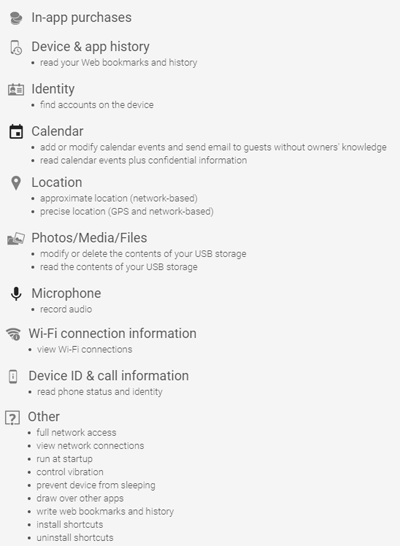 In-app purchases
Device & app history
• read your Web bookmarks and history
Identity
• find accounts on the device
Calendar
• add or modify calendar events and send email to guests without owners' knowledge
• read calendar events plus confidential information
Location
• approximate location (network-based)
• precise location (GPS and network-based)
Photos/Media/Files
• modify or delete the contents of your USB storage
• read the contents of your USB storage
Microphone
• record audio
Wi-Fi connection information
• view Wi-Fi connections
Device ID & call information
• read phone status and identity
Other
• full network access
• view network connections
• run at startup
• control vibration
• prevent device from sleeping
• draw over other apps
• write web bookmarks and history
• install shortcuts
• uninstall shortcuts